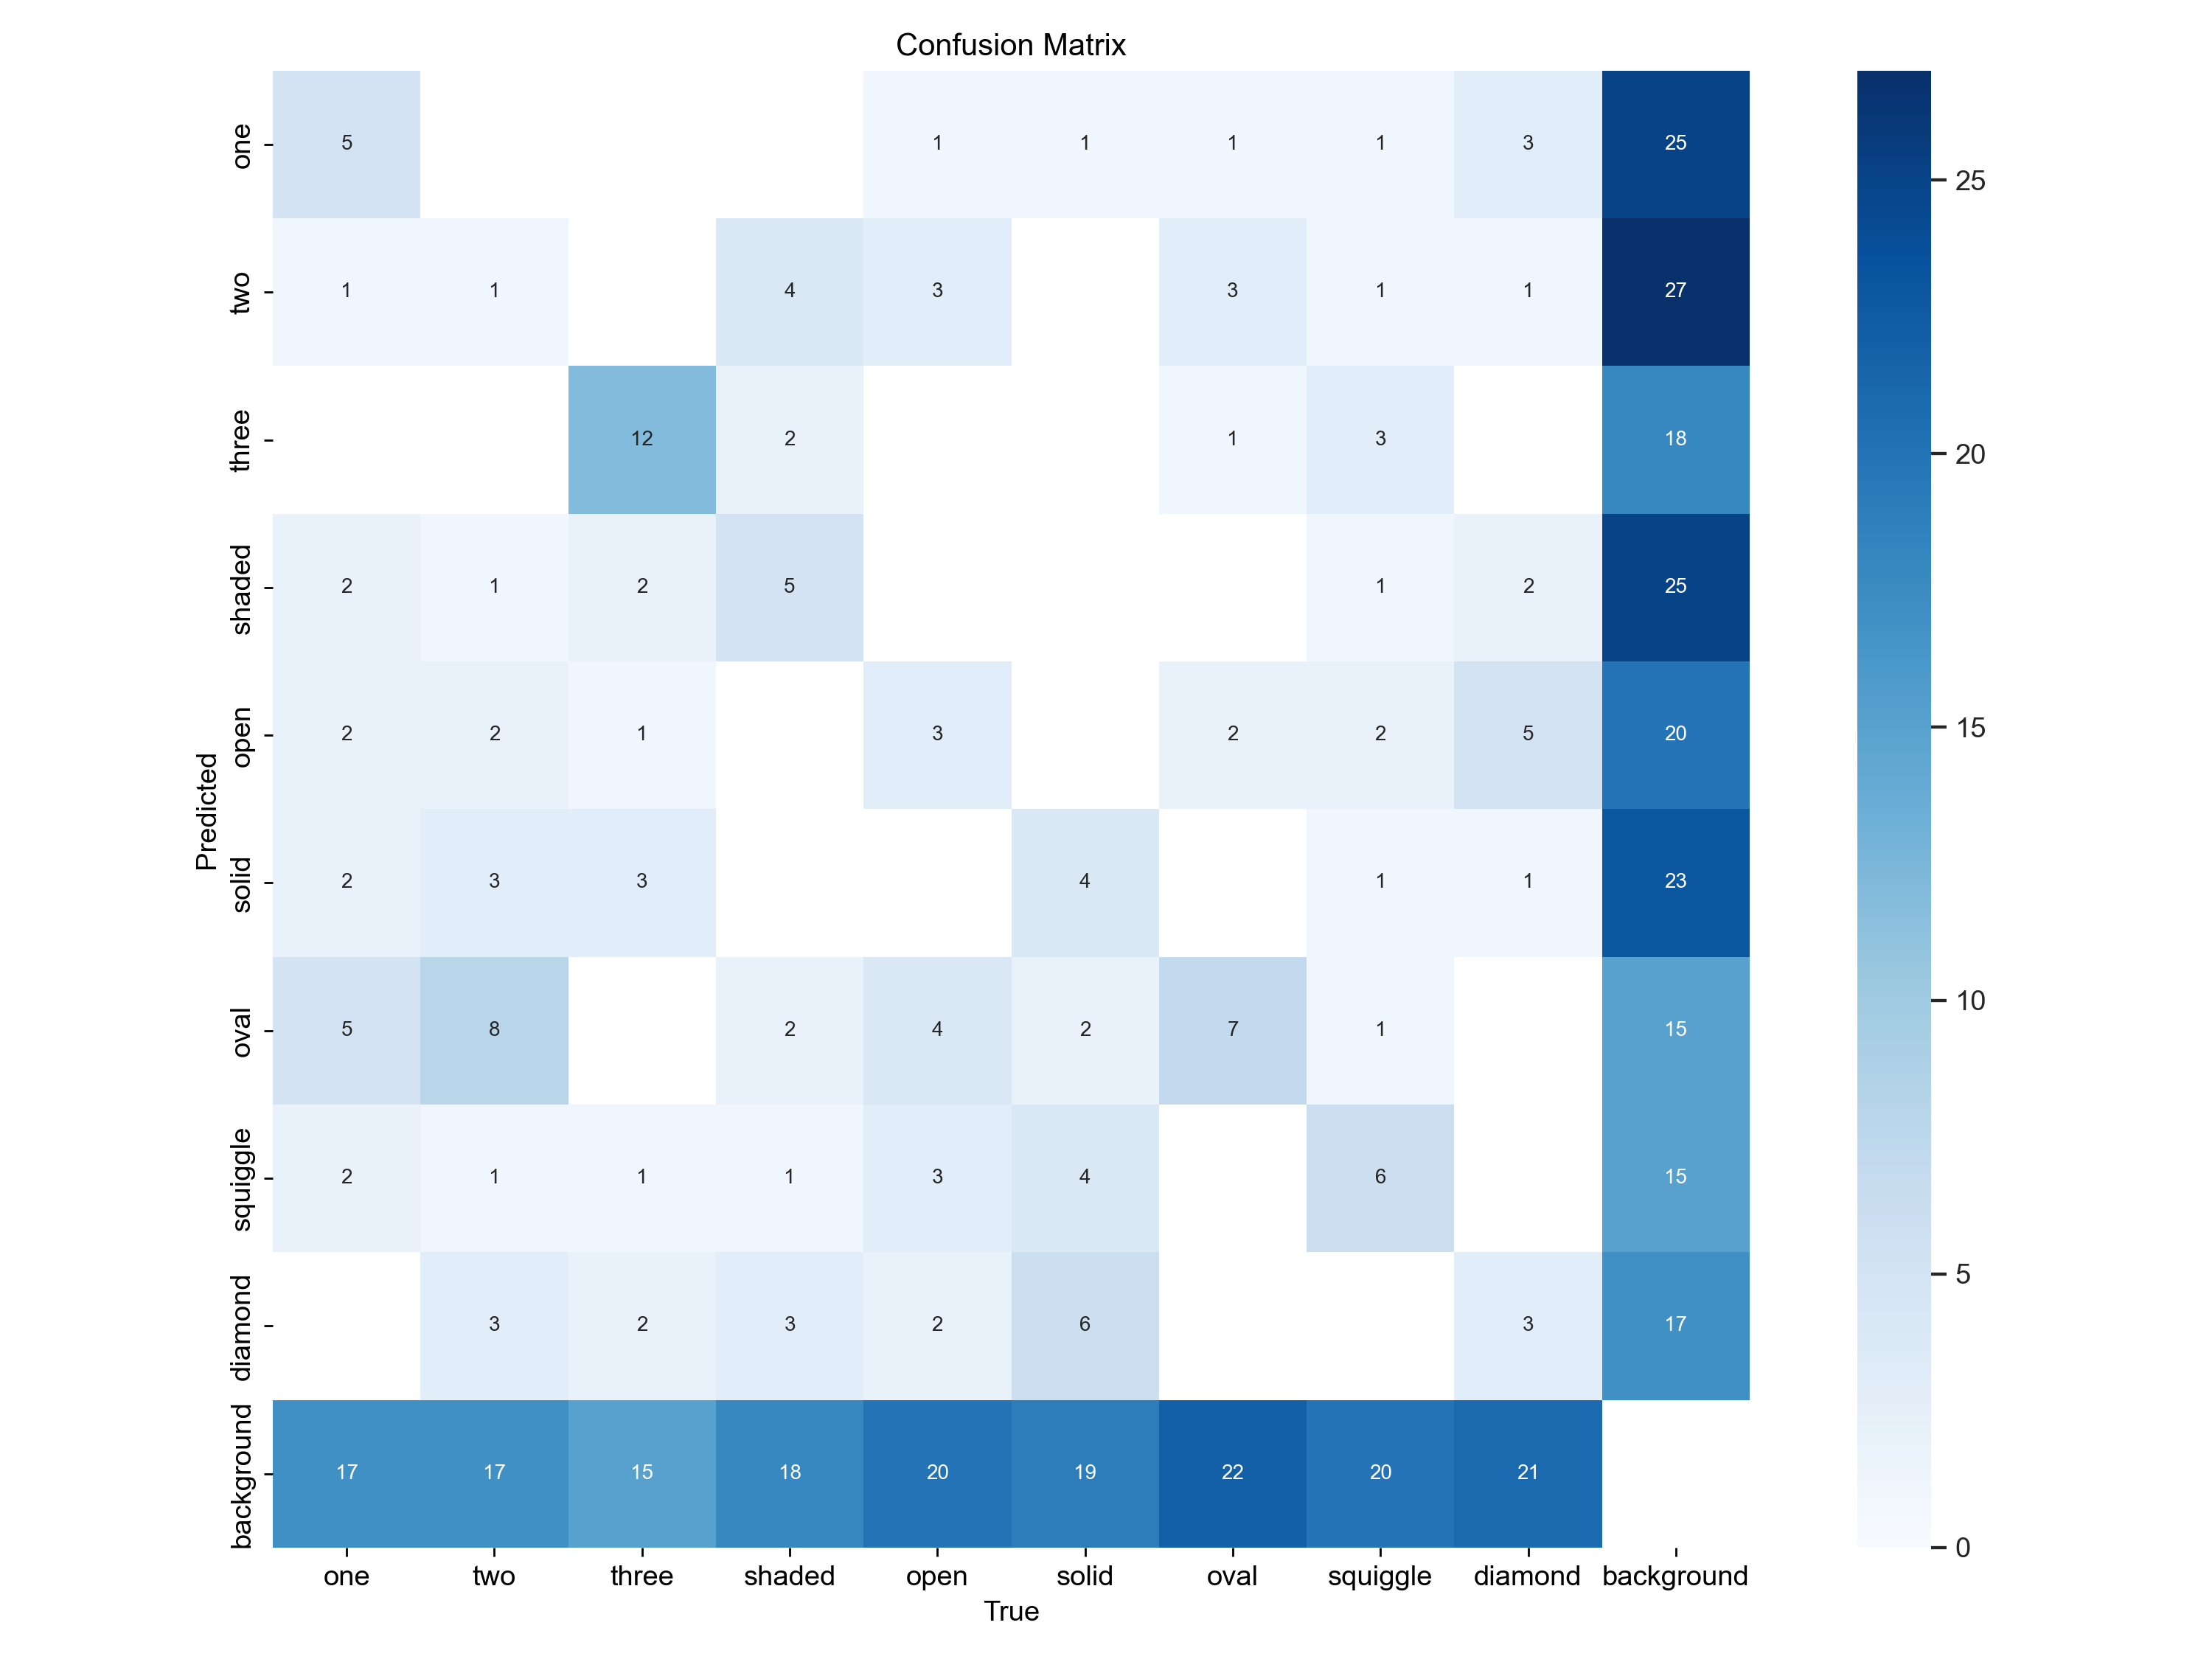 Confusion Matrix
one 5 1 1 1 1 3 25
two 1 1 4 3 3 1 1 27
three 12 2 1 3 18
shaded 2 1 2 5 1 2 25
open 2 2 1 3 2 2 5 20
solid 2 3 3 4 1 1 23
oval 5 8 2 4 2 7 1 15
squiggle 2 1 1 1 3 4 6 15
diamond 3 2 3 2 6 3 17
background 17 17 15 18 20 19 22 20 21
one two three shaded open solid oval squiggle diamond background
True
Predicted
25
20
15
10
5
0